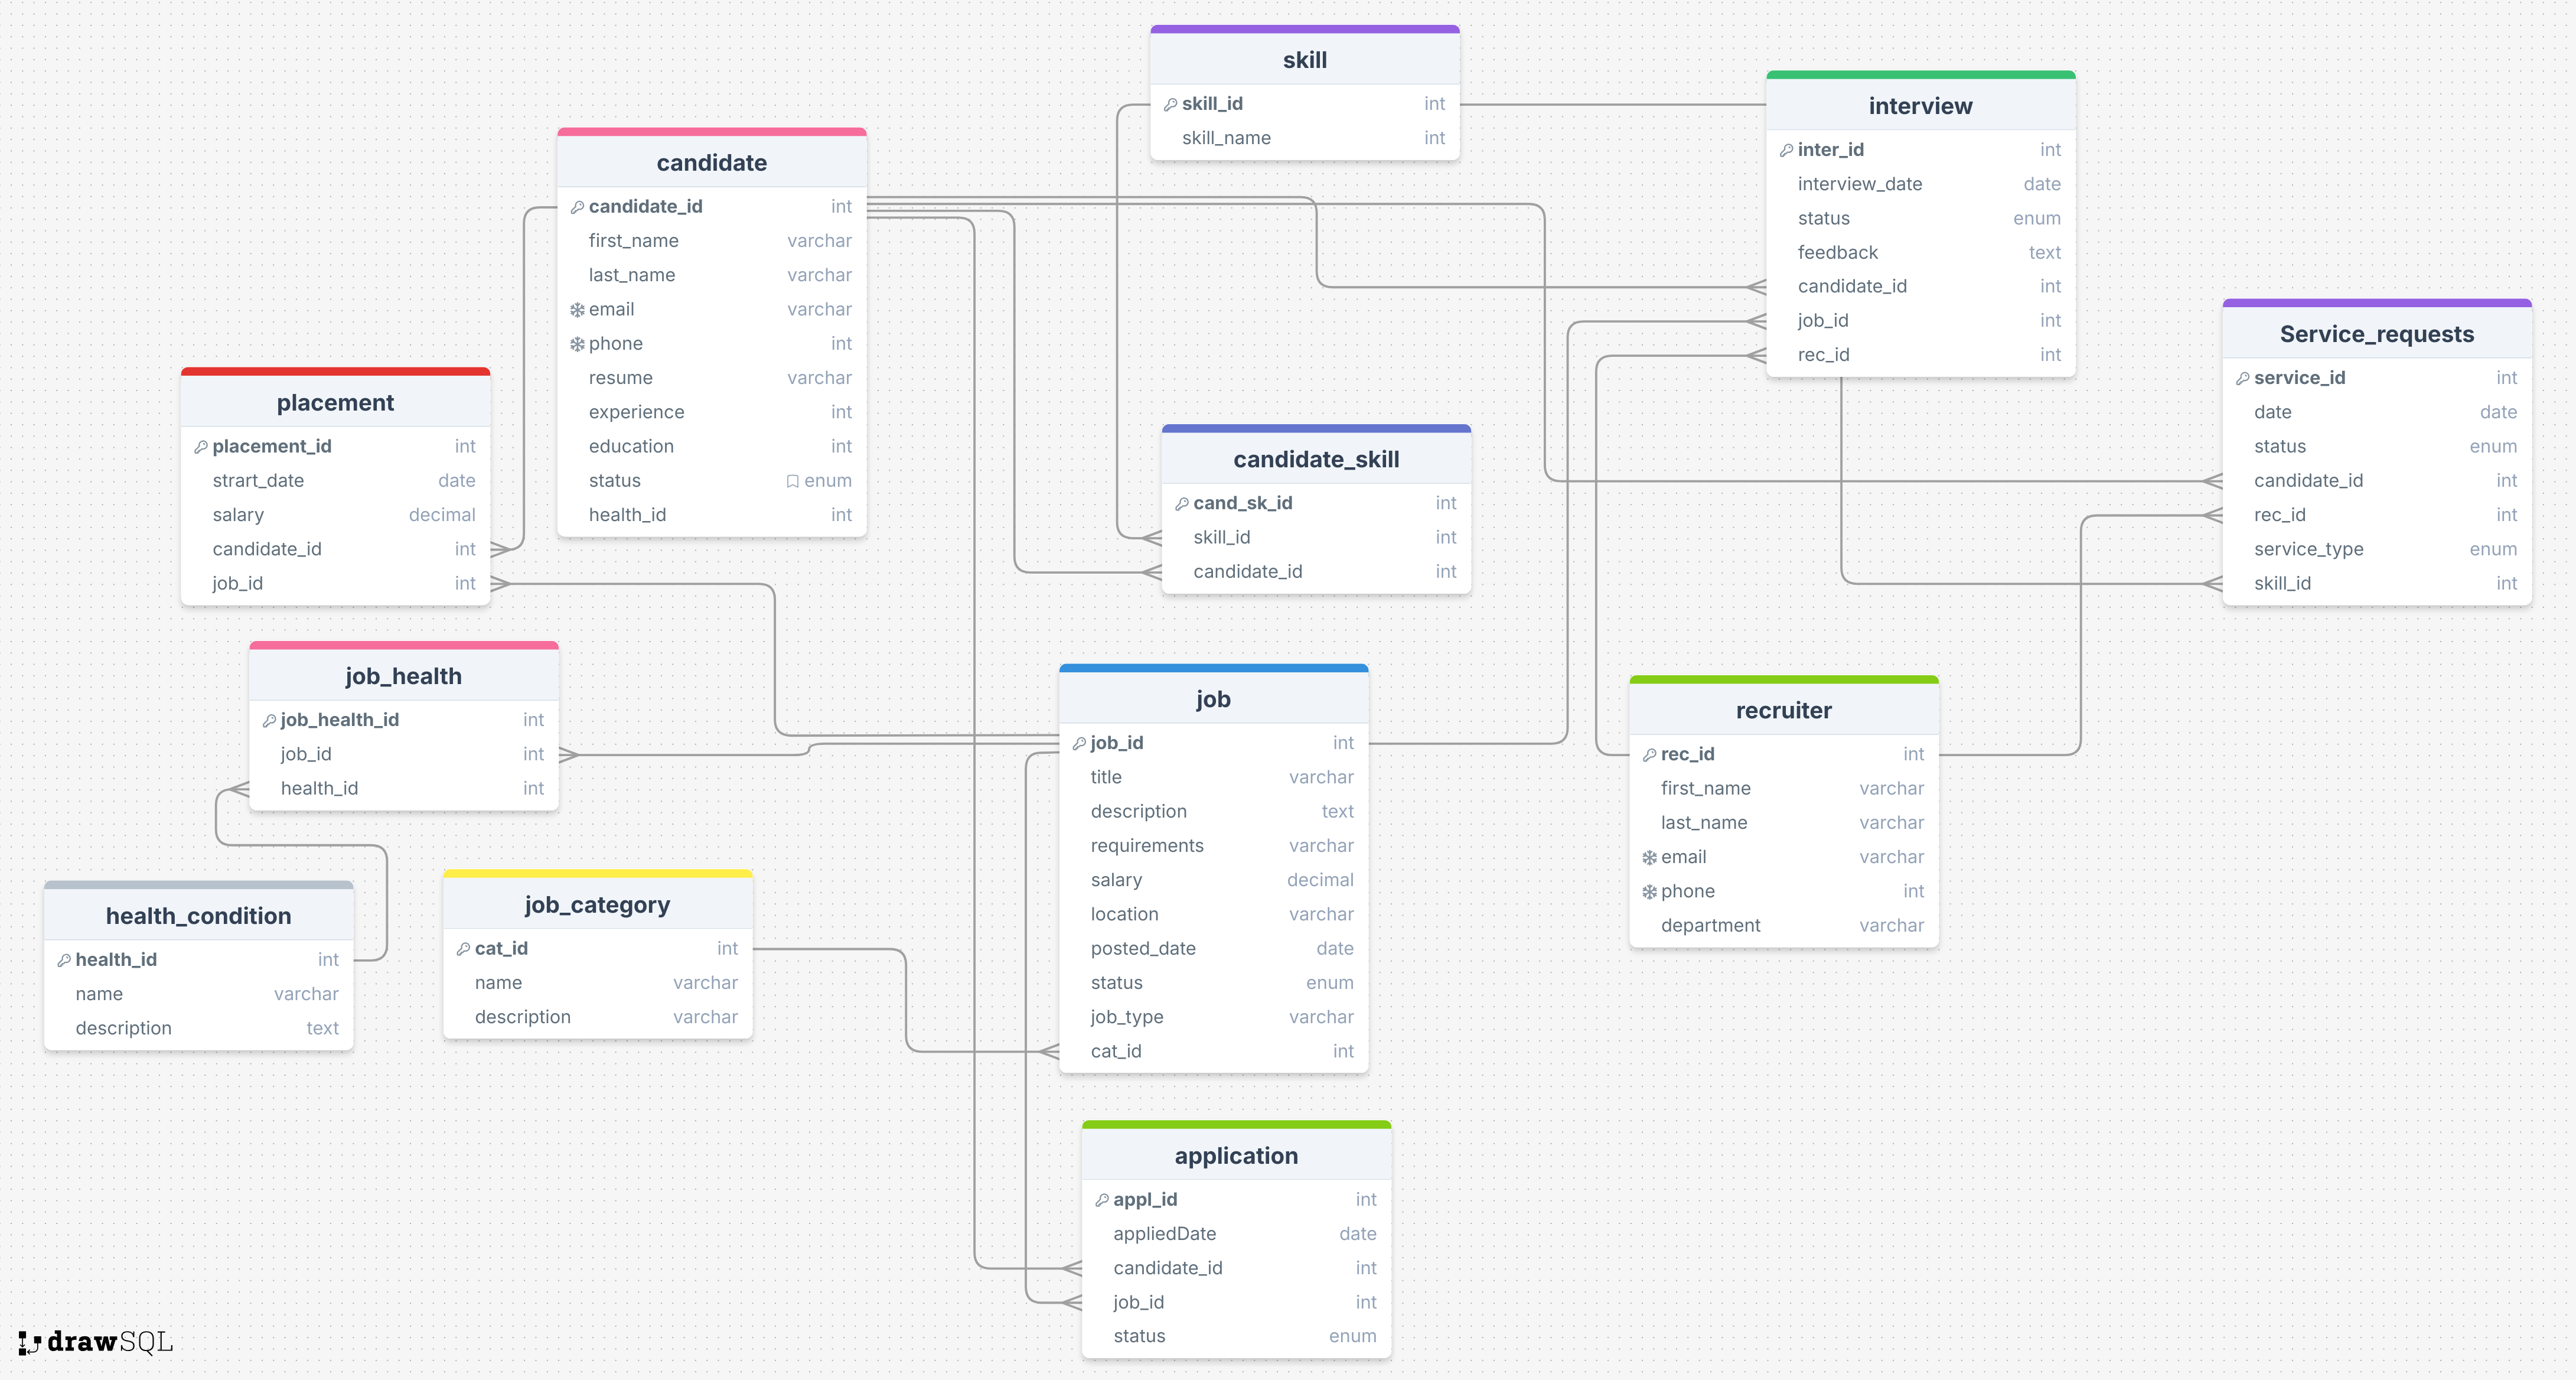 skill
skill_id int
skill_name int
interview
inter_id int
interview_date date
status enum
feedback text
candidate_id int
job_id int
rec_id int
candidate
candidate_id int
first_name varchar
last_name varchar
email varchar
phone int
resume varchar
experience int
education int
status enum
health_id int
Service_requests
service_id int
date date
status enum
candidate_id int
rec_id int
service_type enum
skill_id int
placement
placement_id int
strart_date date
salary decimal
candidate_id int
job_id int
candidate_skill
cand_sk_id int
skill_id int
candidate_id int
job_health
job_health_id int
job_id int
health_id int
job
job_id int
title varchar
description text
requirements varchar
salary decimal
location varchar
posted_date date
status enum
job_type varchar
cat_id int
recruiter
rec_id int
first_name varchar
last_name varchar
email varchar
phone int
department varchar
health_condition
health_id int
name varchar
description text
job_category
cat_id int
name varchar
description varchar
application
appl_id int
appliedDate date
candidate_id int
job_id int
status enum
drawSQL